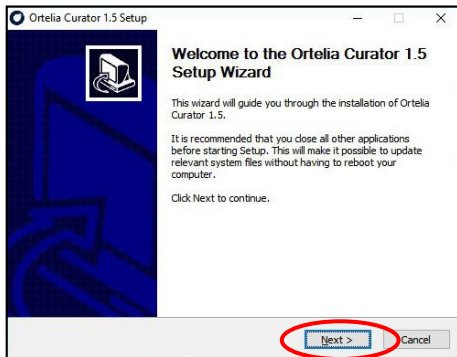 Ortelia Curator 1.5 Setup
Welcome to the Ortelia Curator 1.5
Setup Wizard
This wizard will guide you through the installation of Ortelia
Curator 1.5.
It is recommended that you close all other applications
before starting Setup. This will make it possible to update
relevant system files without having to reboot your
computer.
Click Next to continue.
Next > Cancel